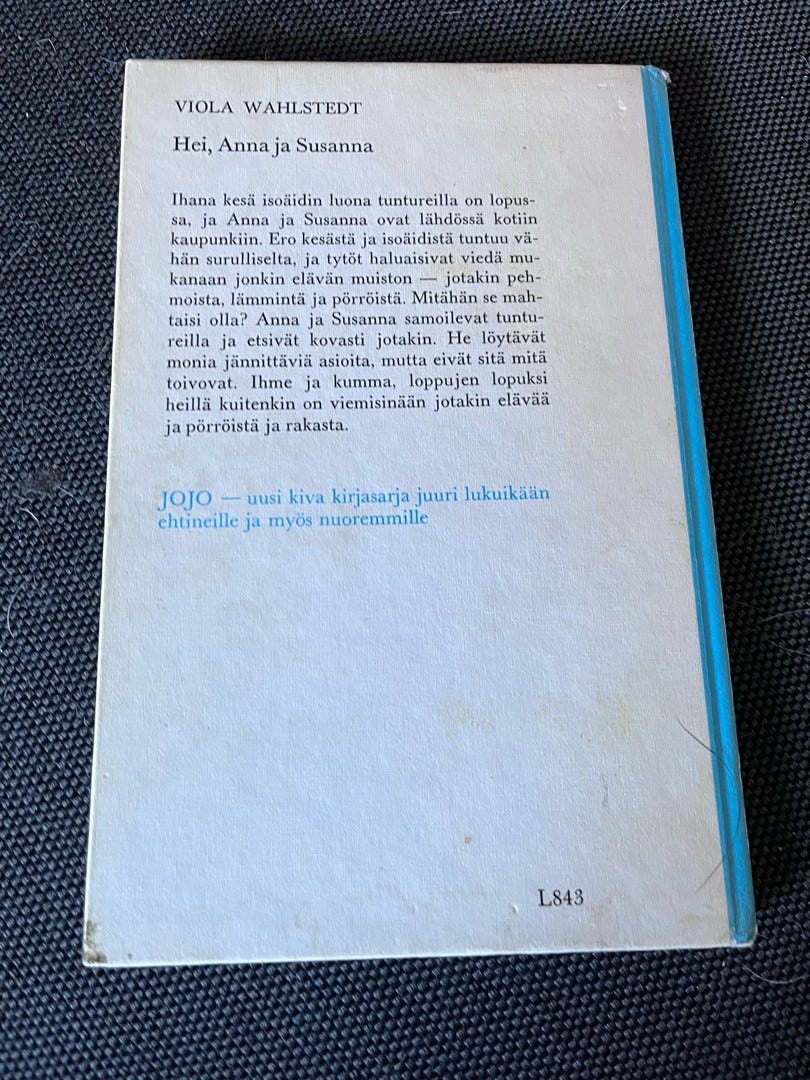 VIOLA WAHLSTEDT
Hei, Anna ja Susanna
Ihana kesä isoäidin luona tuntureilla on lopus-
sa, ja Anna ja Susanna ovat lähdössä kotiin
kaupunkiin. Ero kesästä ja isoäidistä tuntuu vä-
hän surulliselta, ja tytöt haluaisivat viedä mu-
kanaan jonkin elävän muiston — jotakin peh-
moista, lämmintä ja pörröistä. Mitähän se mah-
taisi olla? Anna ja Susanna samoilevat tuntu-
reilla ja etsivät kovasti jotakin. He löytävät
monia jännittäviä asioita, mutta eivät sitä mitä
toivovat. Ihme ja kumma, loppujen lopuksi
heillä kuitenkin on viemisinään jotakin elävää
ja pörröistä ja rakasta.
JOJO — uusi kiva kirjasarja juuri lukuikään
ehtineille ja myös nuoremmille
L843